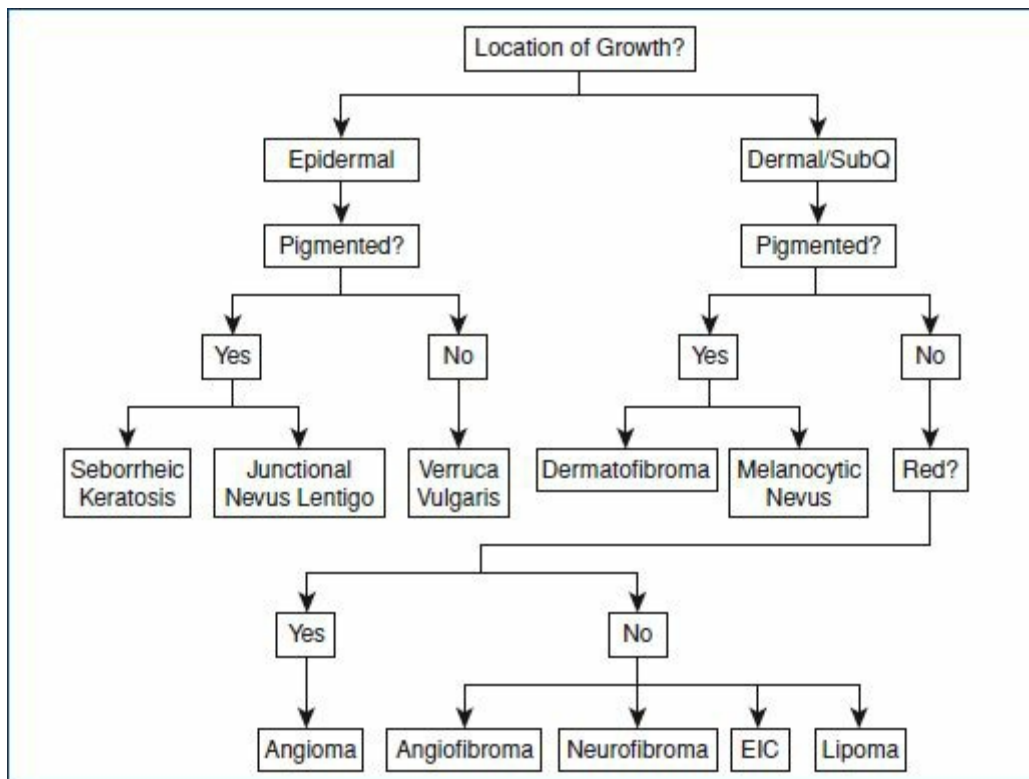 Location of Growth?
Epidermal
Dermal/SubQ
Pigmented?
Pigmented?
Yes
No
Yes
No
Seborrheic
Keratosis
Junctional
Nevus Lentigo
Verruca
Vulgaris
Dermatofibroma
Melanocytic
Nevus
Red?
Yes
No
Angioma
Angiofibroma
Neurofibroma
EIC
Lipoma